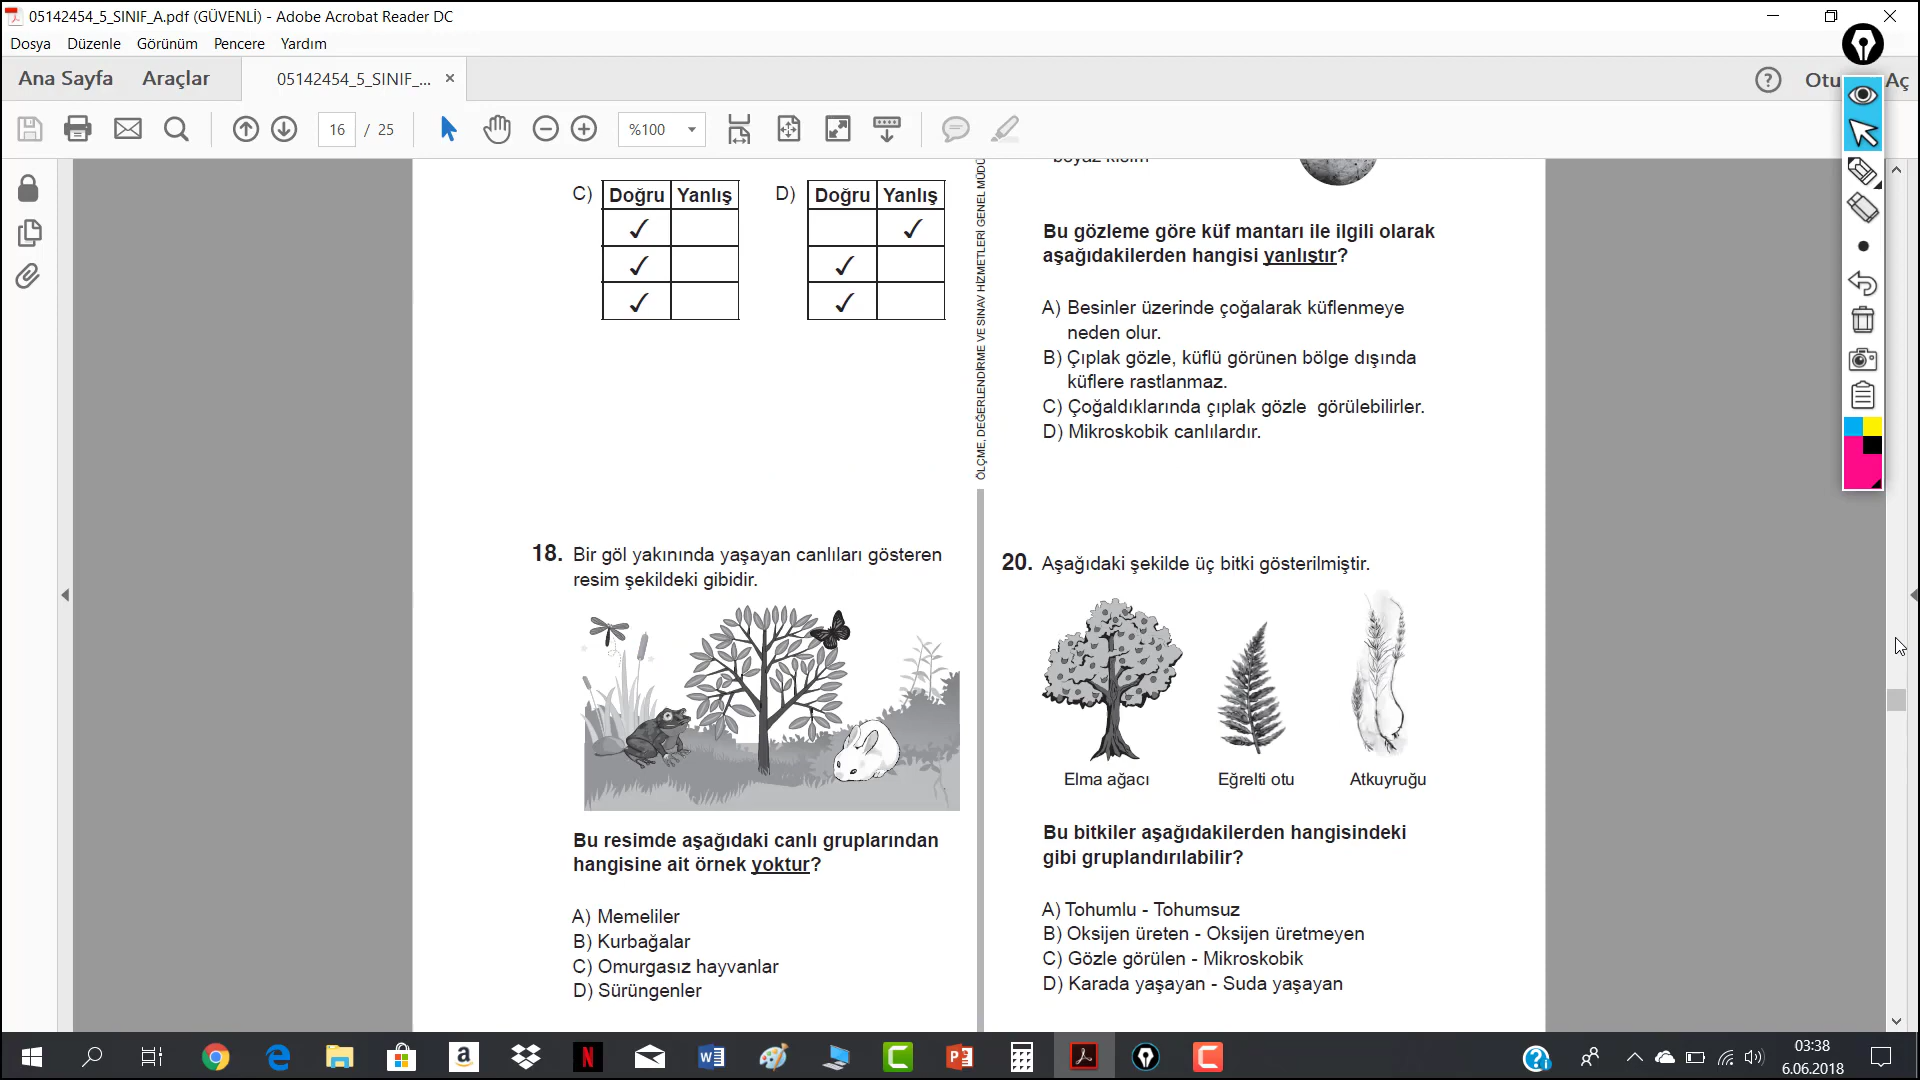 05142454_5_SINIF_A.pdf (GÜVENLİ) - Adobe Acrobat Reader DC
Dosya Düzenle Görünüm Pencere Yardım
Ana Sayfa Araçlar 05142454_5_SINIF_... × Otu Aç
16 / 25 %100
C) Doğru Yanlış D) Doğru Yanlış
ÖLÇME, DEĞERLENDİRME VE SINAV HİZMETLERİ GENEL MÜDÜ
beyaz kısım
Bu gözleme göre küf mantarı ile ilgili olarak
aşağıdakilerden hangisi yanlıştır?
A) Besinler üzerinde çoğalarak küflenmeye
neden olur.
B) Çıplak gözle, küflü görünen bölge dışında
küflere rastlanmaz.
C) Çoğaldıklarında çıplak gözle görülebilirler.
D) Mikroskobik canlılardır.
18. Bir göl yakınında yaşayan canlıları gösteren
resim şekildeki gibidir.
Bu resimde aşağıdaki canlı gruplarından
hangisine ait örnek yoktur?
A) Memeliler
B) Kurbağalar
C) Omurgasız hayvanlar
D) Sürüngenler
20. Aşağıdaki şekilde üç bitki gösterilmiştir.
Elma ağacı Eğrelti otu Atkuyruğu
Bu bitkiler aşağıdakilerden hangisindeki
gibi gruplandırılabilir?
A) Tohumlu - Tohumsuz
B) Oksijen üreten - Oksijen üretmeyen
C) Gözle görülen - Mikroskobik
D) Karada yaşayan - Suda yaşayan
03:38
6.06.2018